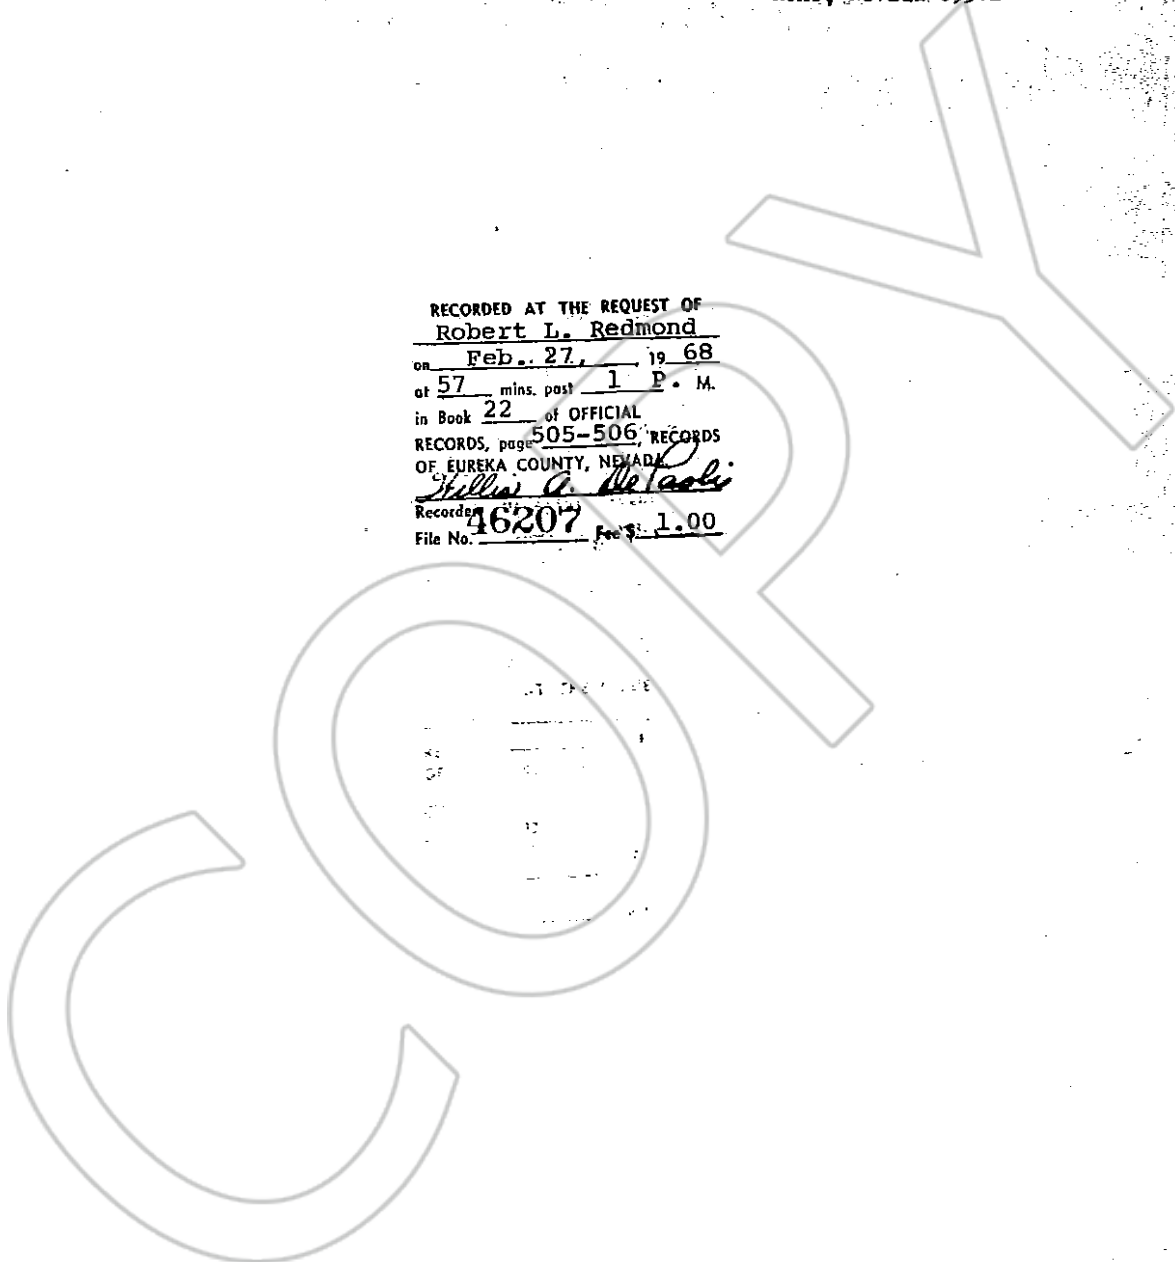 RECORDED AT THE REQUEST OF
Robert L. Redmond
on Feb. 27, 19 68
at 57 mins. past 1 P. M.
in Book 22 of OFFICIAL
RECORDS, page 505-506, RECORDS
OF EUREKA COUNTY, NEVADA
Willis A. DePaoli
Recorder
File No. 46207 Fee $ 1.00
COPY